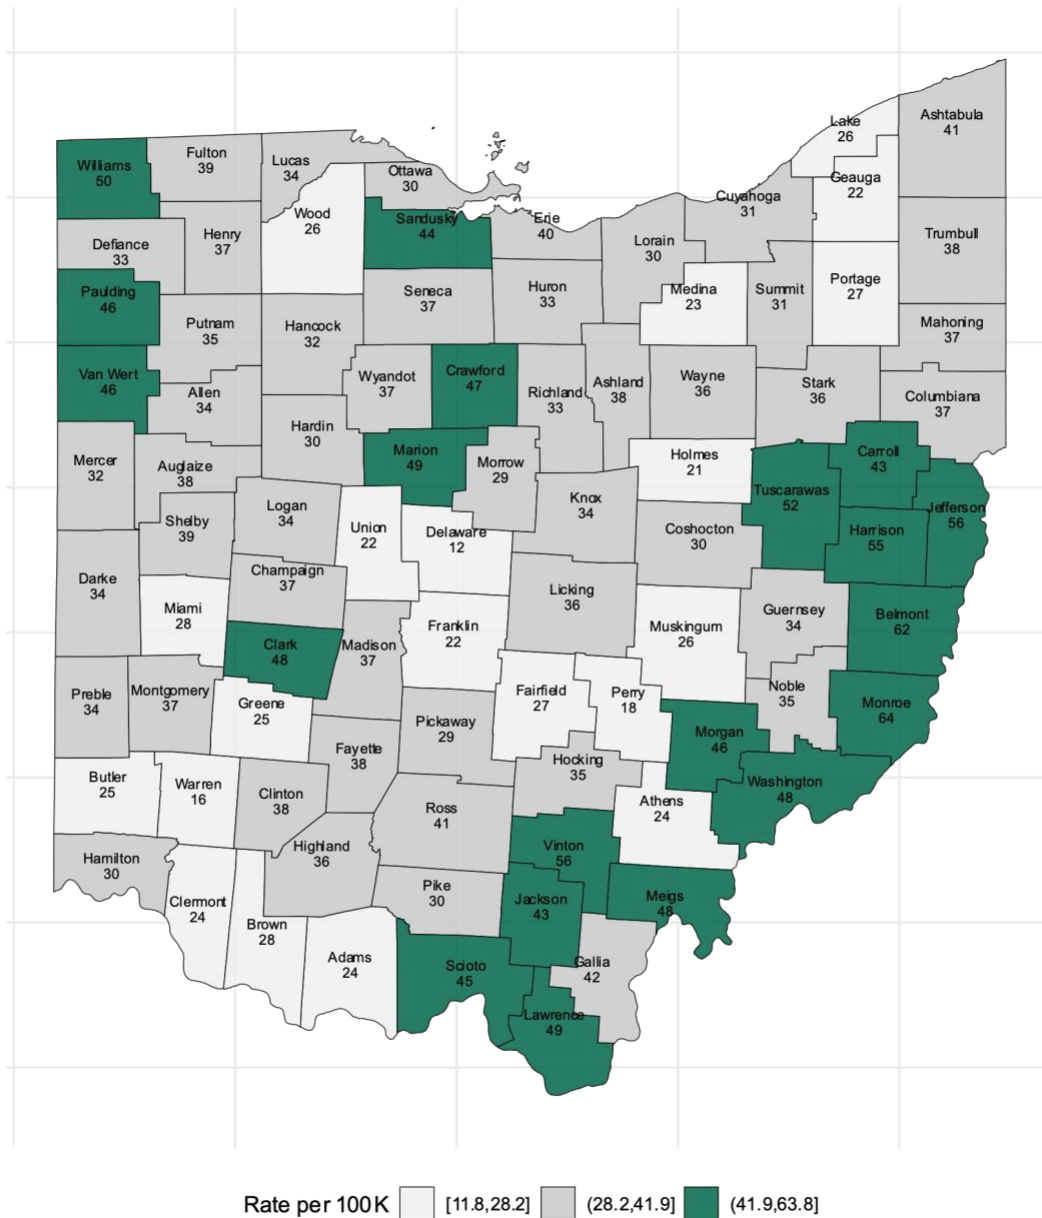 Lake
26
Ashtabula
41
Williams
50
Fulton
39
Lucas
34
Ottawa
30
Geauga
22
Cuyahoga
31
Wood
26
Sandusky
44
Erie
40
Trumbull
38
Defiance
33
Henry
37
Lorain
30
Paulding
46
Seneca
37
Huron
33
Medina
23
Summit
31
Portage
27
Putnam
35
Hancock
32
Mahoning
37
Van Wert
46
Allen
34
Wyandot
37
Crawford
47
Richland
33
Ashland
38
Wayne
36
Stark
36
Columbiana
37
Hardin
30
Mercer
32
Auglaize
38
Marion
49
Morrow
29
Holmes
21
Carroll
43
Tuscarawas
52
Jefferson
56
Shelby
39
Logan
34
Union
22
Delaware
12
Knox
34
Coshocton
30
Harrison
55
Darke
34
Champaign
37
Licking
36
Miami
28
Guernsey
34
Belmont
62
Clark
48
Madison
37
Franklin
22
Muskingum
26
Preble
34
Montgomery
37
Greene
25
Fairfield
27
Perry
18
Noble
35
Monroe
64
Pickaway
29
Morgan
46
Fayette
38
Hocking
35
Butler
25
Warren
16
Clinton
38
Ross
41
Athens
24
Washington
48
Hamilton
30
Highland
36
Vinton
56
Clermont
24
Pike
30
Jackson
43
Meigs
48
Brown
28
Adams
24
Scioto
45
Gallia
42
Lawrence
49
Rate per 100K [11.8,28.2] (28.2,41.9] (41.9,63.8]